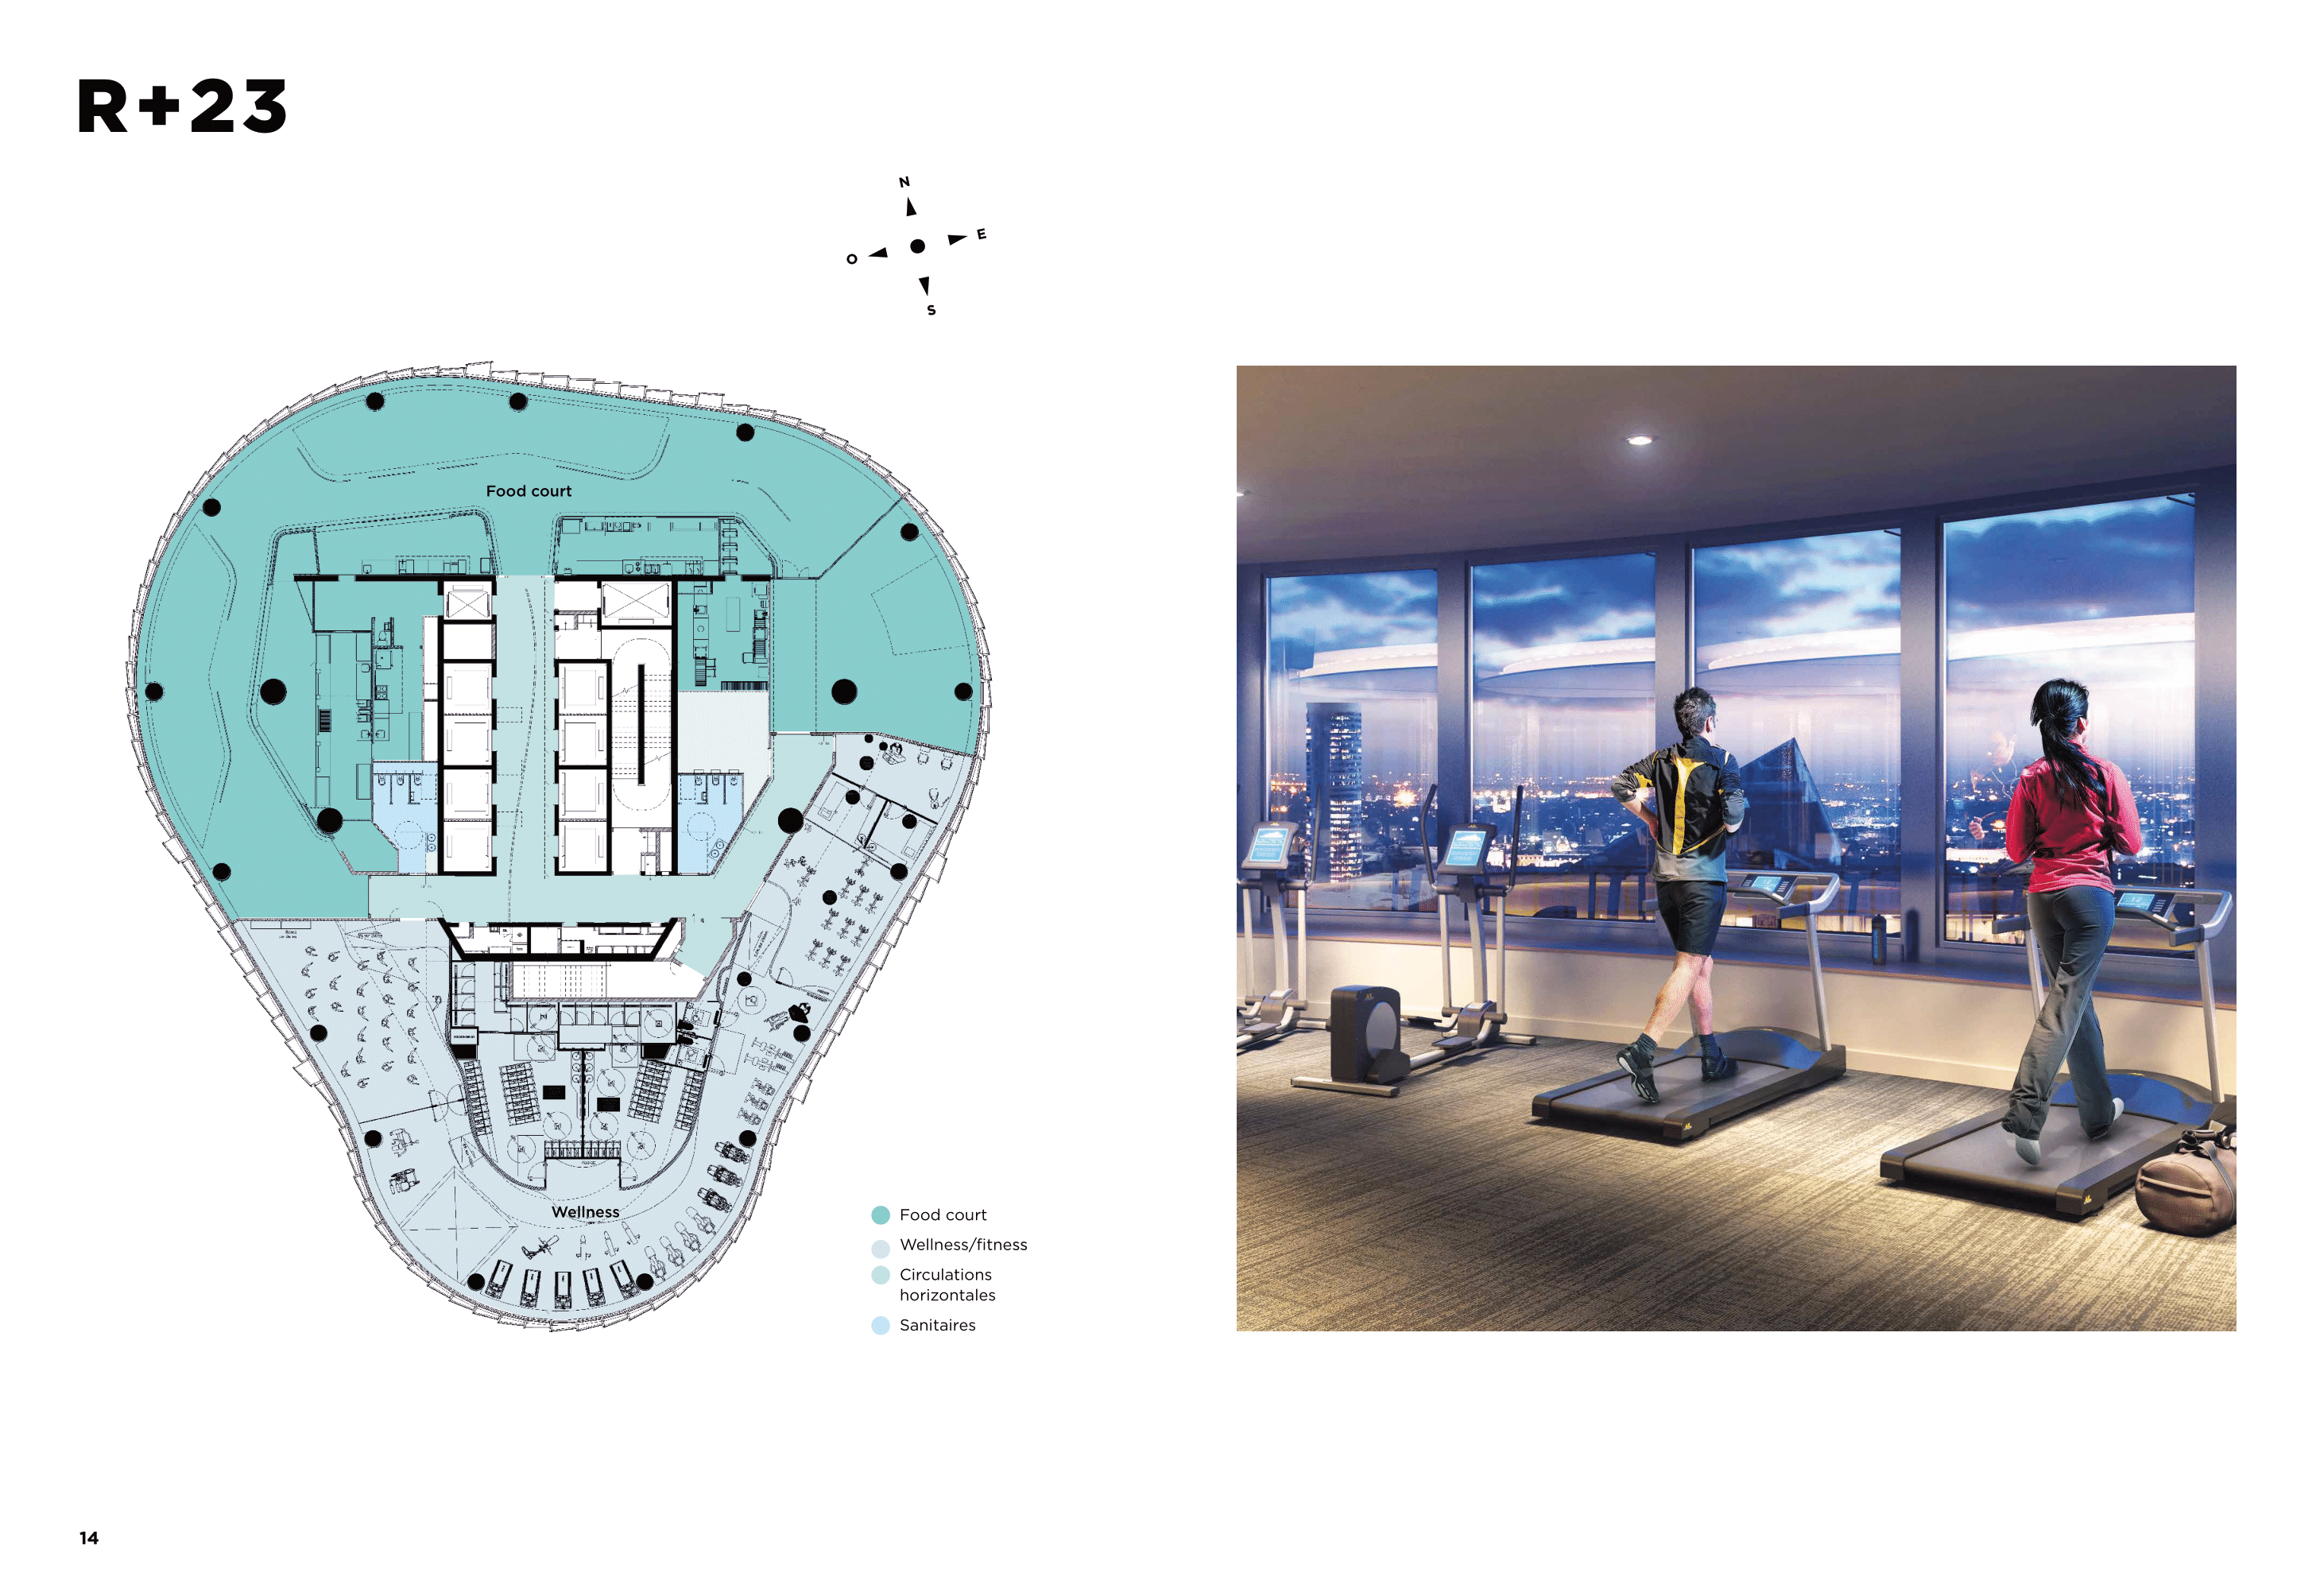 R+23
N
E
O
S
Food court
Wellness
Food court
Wellness/fitness
Circulations
horizontales
Sanitaires
14